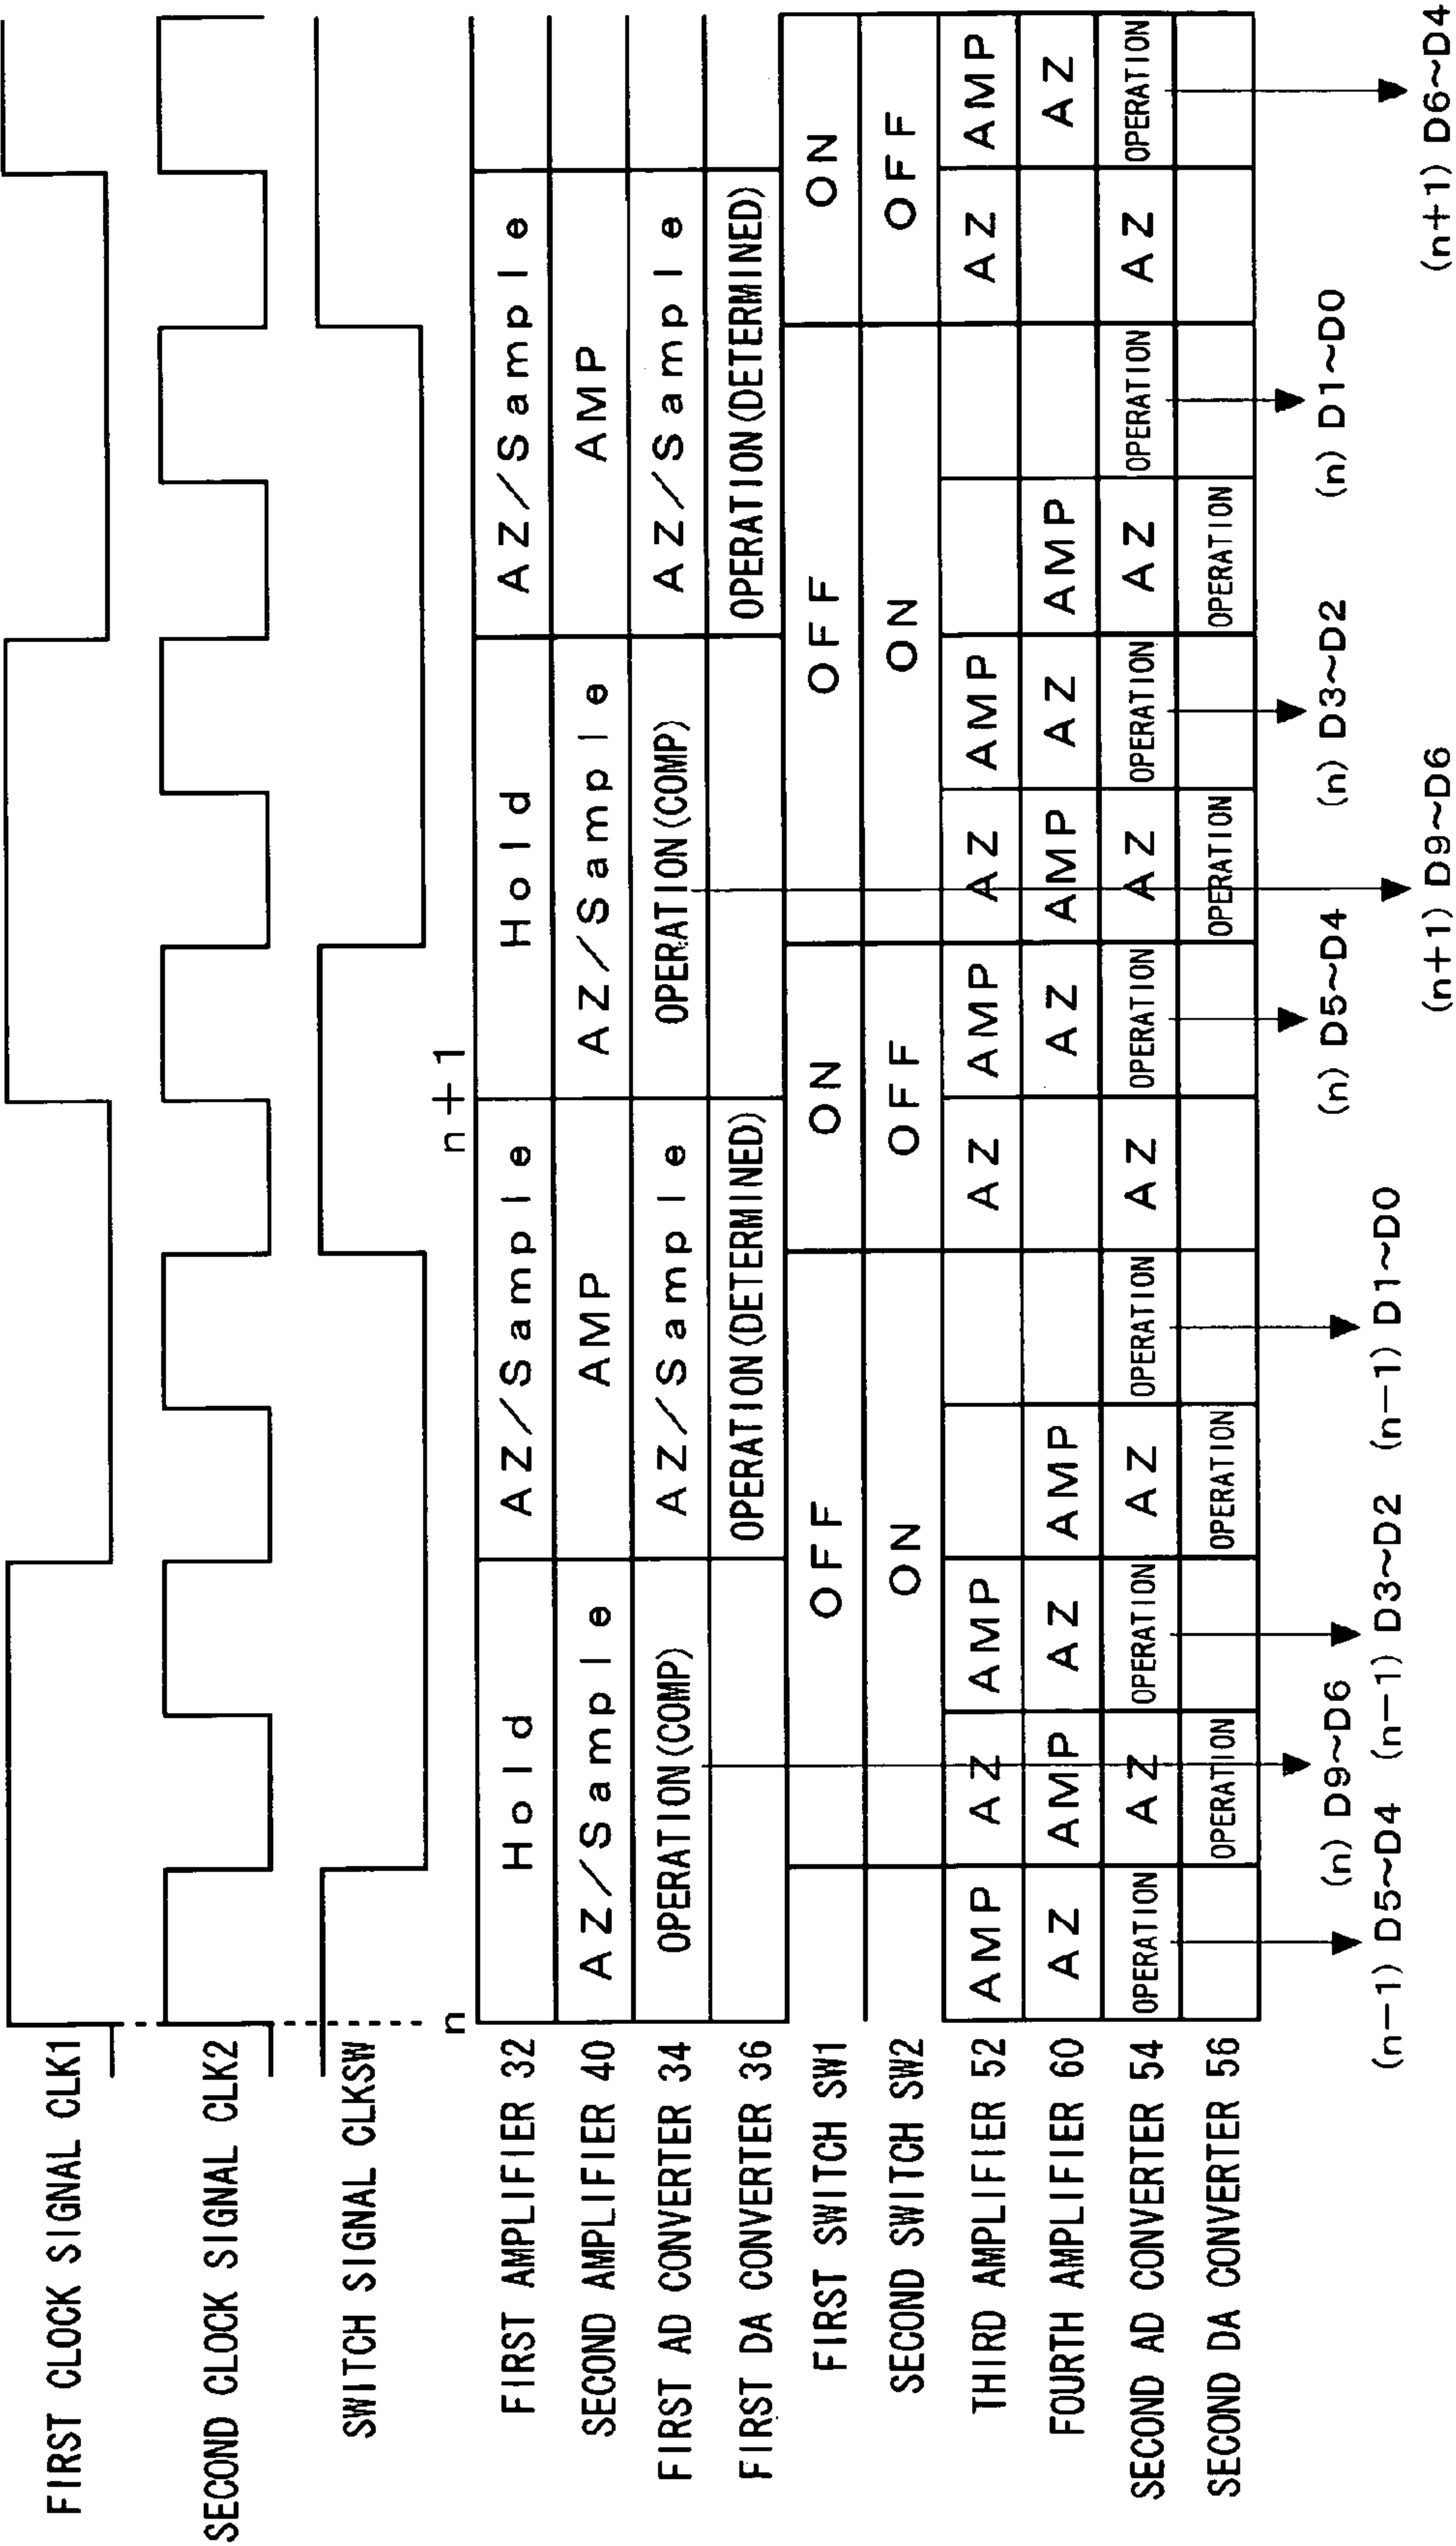 FIRST CLOCK SIGNAL CLK1
SECOND CLOCK SIGNAL CLK2
SWITCH SIGNAL CLKSW
n
n+1
FIRST AMPLIFIER 32 Hold AZ/Sample Hold AZ/Sample
SECOND AMPLIFIER 40 AZ/Sample AMP AZ/Sample AMP
FIRST AD CONVERTER 34 OPERATION(COMP) AZ/Sample OPERATION(COMP) AZ/Sample
FIRST DA CONVERTER 36 OPERATION(DETERMINED) OPERATION(DETERMINED)
FIRST SWITCH SW1 OFF ON OFF ON
SECOND SWITCH SW2 ON OFF ON OFF
THIRD AMPLIFIER 52 AMP AZ AMP AZ AMP AZ AMP AZ AMP
FOURTH AMPLIFIER 60 AZ AMP AZ AMP AZ AMP AZ AMP AZ
SECOND AD CONVERTER 54 OPERATION AZ OPERATION AZ OPERATION AZ OPERATION AZ OPERATION AZ OPERATION AZ OPERATION
SECOND DA CONVERTER 56 OPERATION OPERATION OPERATION OPERATION
(n) D9~D6 (n) D5~D4 (n) D3~D2 (n) D1~D0
(n-1) D5~D4 (n-1) D3~D2 (n-1) D1~D0
(n+1) D9~D6 (n+1) D6~D4